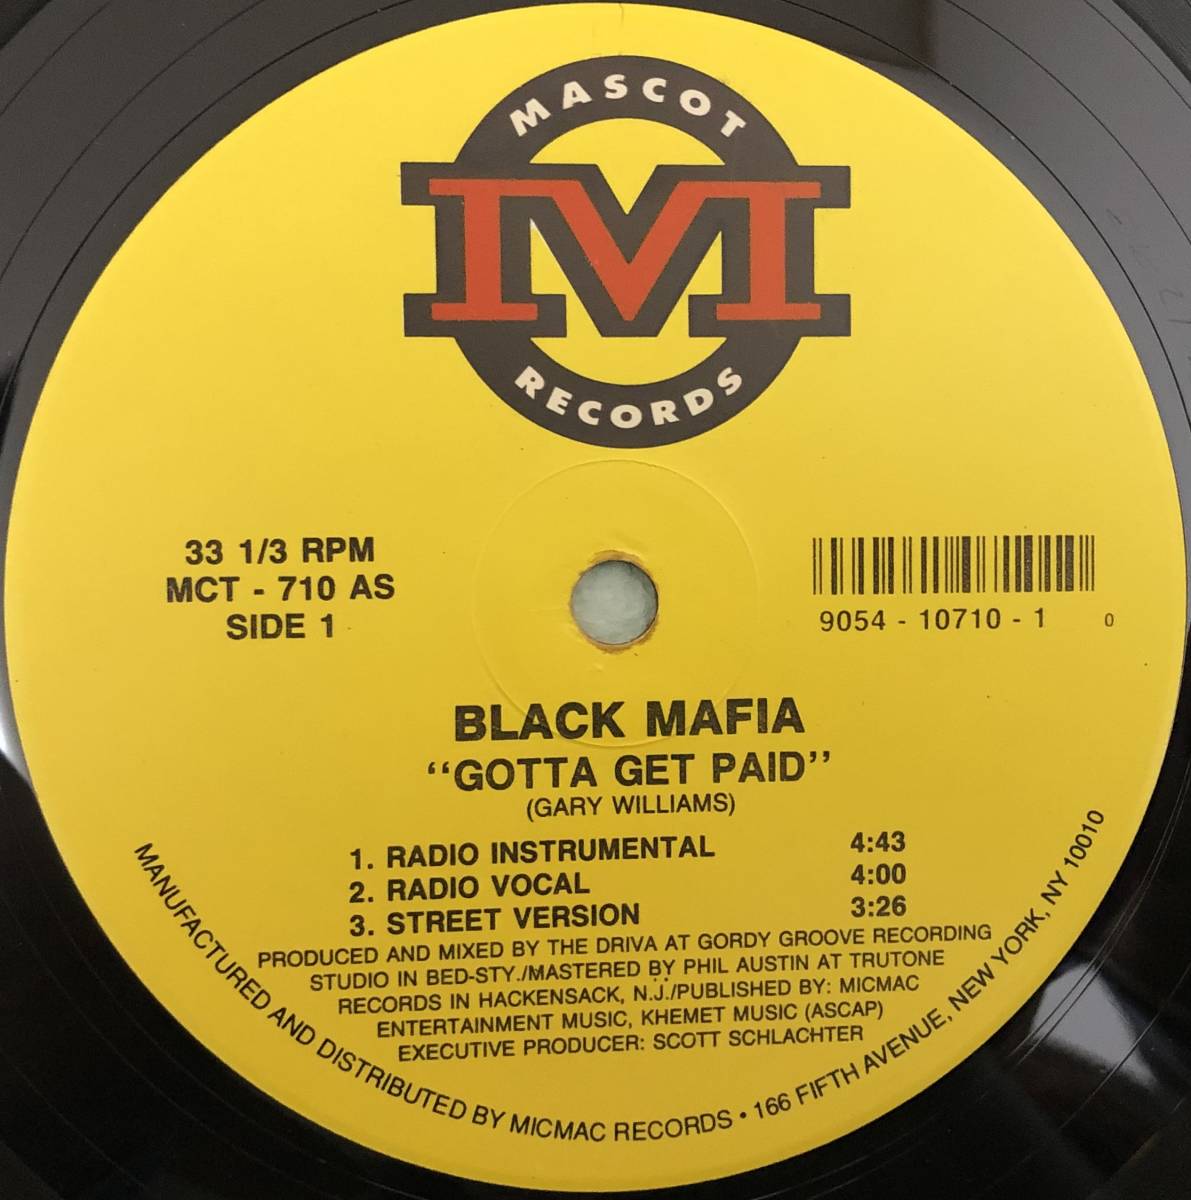 MASCOT
M
RECORDS
33 1/3 RPM
MCT - 710 AS
SIDE 1
9054 - 10710 - 1 0
BLACK MAFIA
"GOTTA GET PAID"
(GARY WILLIAMS)
1. RADIO INSTRUMENTAL 4:43
2. RADIO VOCAL 4:00
3. STREET VERSION 3:26
PRODUCED AND MIXED BY THE DRIVA AT GORDY GROOVE RECORDING
STUDIO IN BED-STY./MASTERED BY PHIL AUSTIN AT TRUTONE
RECORDS IN HACKENSACK, N.J./PUBLISHED BY: MICMAC
ENTERTAINMENT MUSIC, KHEMET MUSIC (ASCAP)
EXECUTIVE PRODUCER: SCOTT SCHLACHTER
MANUFACTURED AND DISTRIBUTED BY MICMAC RECORDS • 166 FIFTH AVENUE, NEW YORK, NY 10010